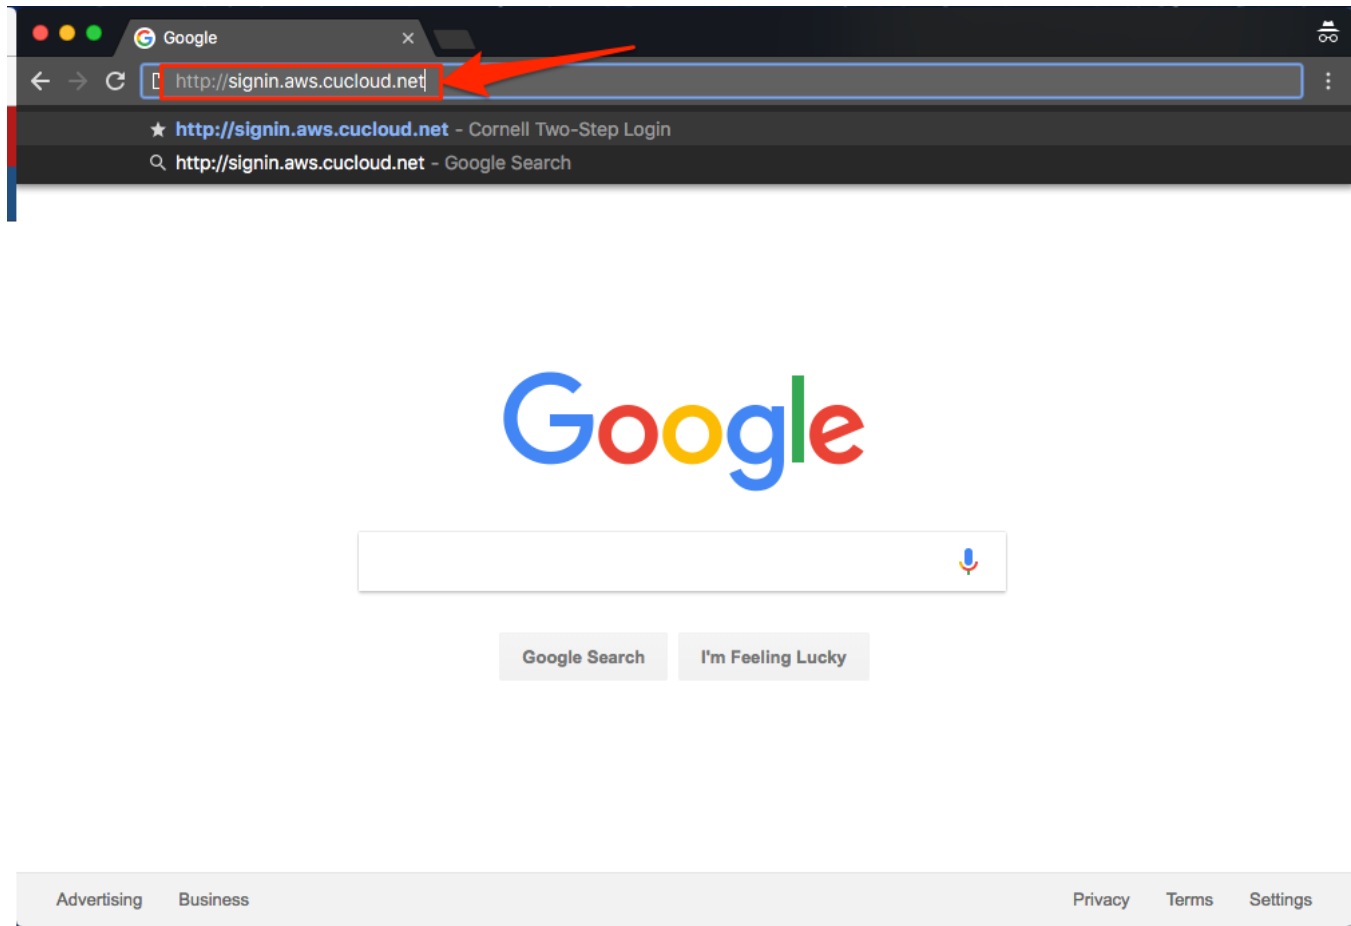 Google
http://signin.aws.cucloud.net
http://signin.aws.cucloud.net - Cornell Two-Step Login
http://signin.aws.cucloud.net - Google Search
Google
Google Search I'm Feeling Lucky
Advertising Business Privacy Terms Settings